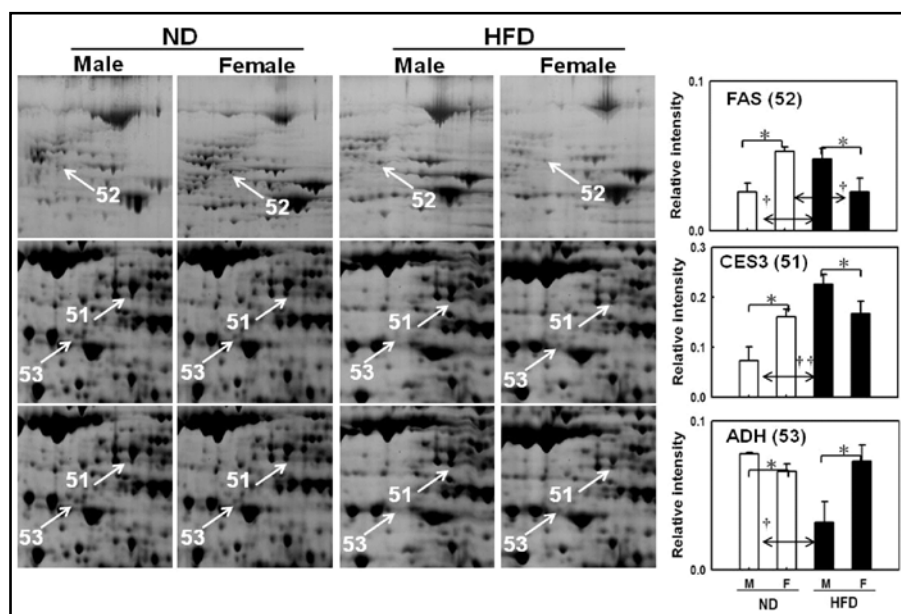 ND HFD
Male Female Male Female
52 52 52 52
51 51 51 51
53 53 53 53
51 51 51 51
53 53 53 53
0.1
FAS (52)
Relative intensity
* *
† †
0.0
0.3
CES3 (51)
Relative intensity
0.2
* *
0.1
††
0.0
0.1
ADH (53)
Relative intensity
* *
†
0.0
M F M F
ND HFD